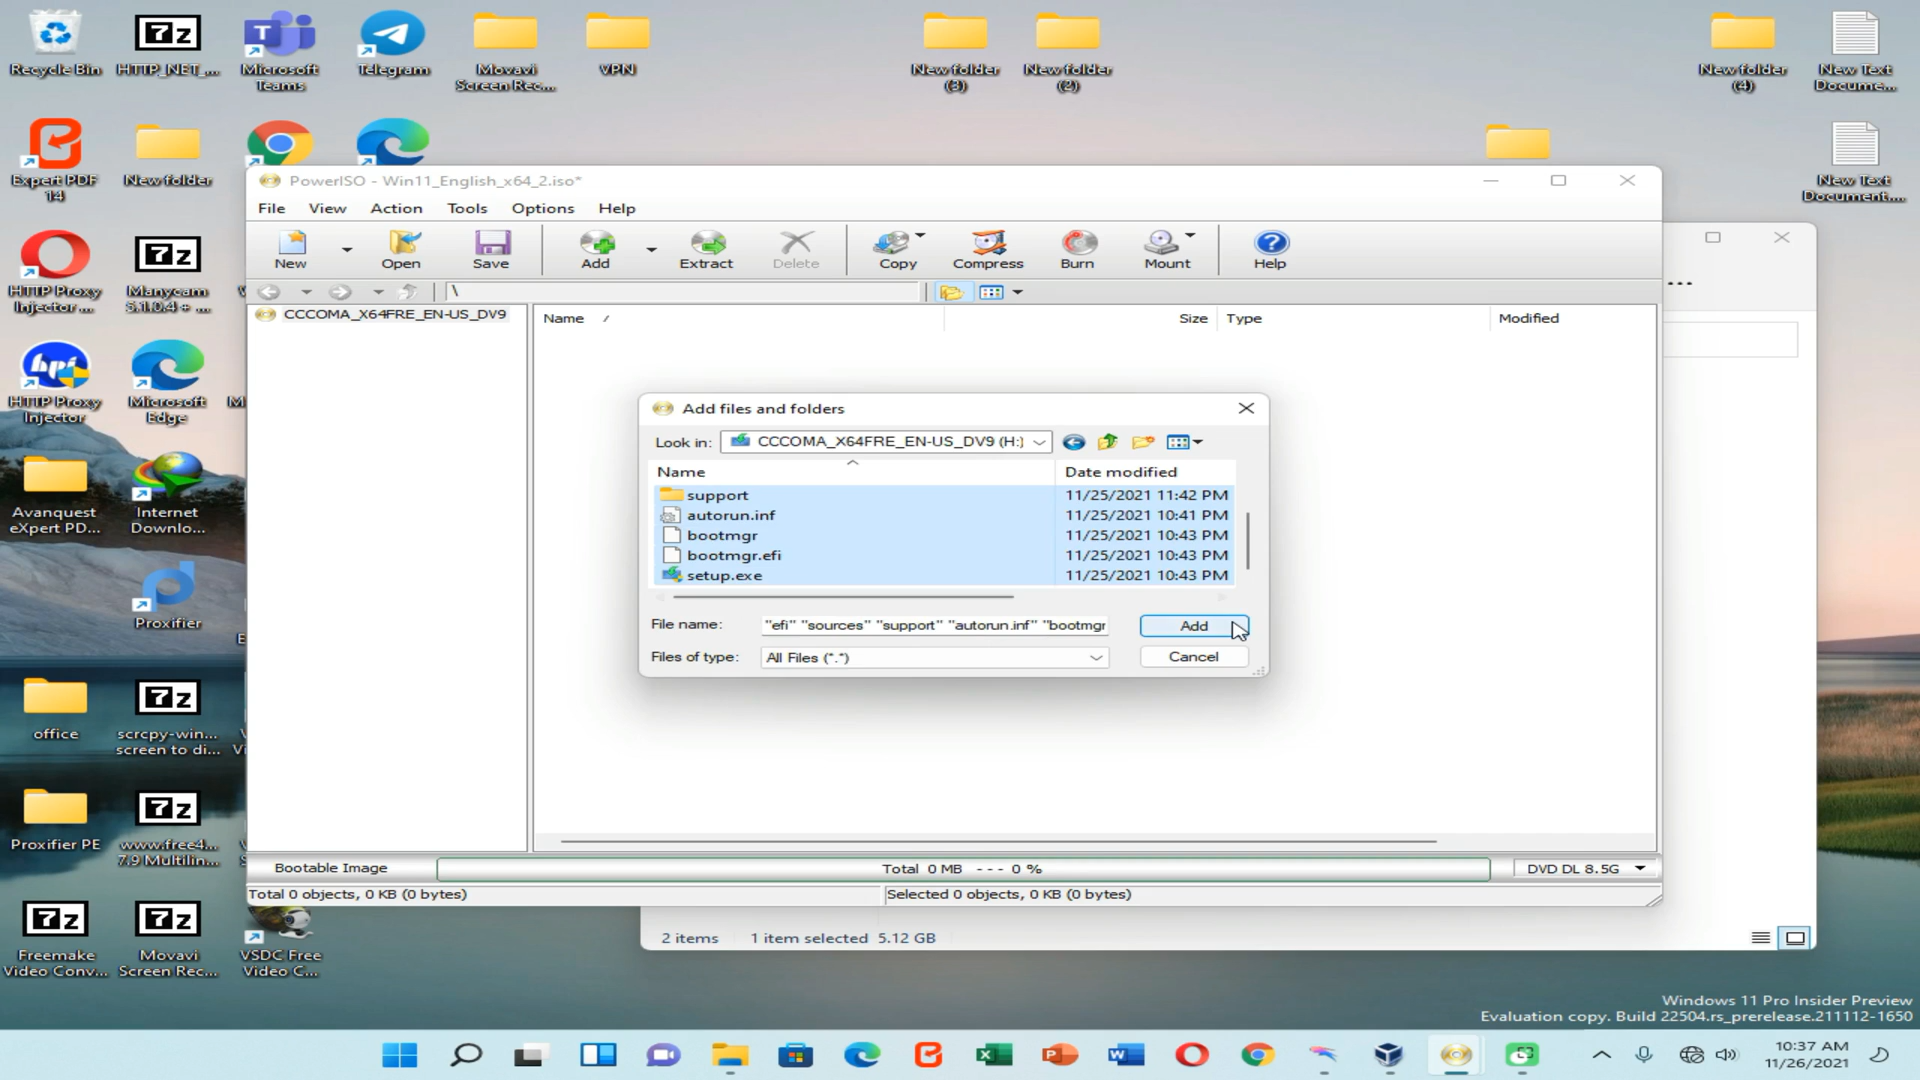 Recycle Bin
HTTP_NET_...
Microsoft
Teams
Telegram
Movavi
Screen Rec...
VPN
New folder
(3)
New folder
(2)
New folder
(4)
New Text
Docume...
Expert PDF
14
New folder
New Text
Document....
HTTP Proxy
Injector ...
Manycam
5.1.0.4 + ...
HTTP Proxy
Injector
Microsoft
Edge
Avanquest
eXpert PD...
Internet
Downlo...
Proxifier
office
scrcpy-win...
screen to di...
Proxifier PE
www.free4...
7.9 Multilin...
Freemake
Video Conv...
Movavi
Screen Rec...
VSDC Free
Video C...
PowerISO - Win11_English_x64_2.iso*
File View Action Tools Options Help
New Open Save Add Extract Delete Copy Compress Burn Mount Help
\
CCCOMA_X64FRE_EN-US_DV9
Name / Size Type Modified
Add files and folders
Look in: CCCOMA_X64FRE_EN-US_DV9 (H:)
Name Date modified
support 11/25/2021 11:42 PM
autorun.inf 11/25/2021 10:41 PM
bootmgr 11/25/2021 10:43 PM
bootmgr.efi 11/25/2021 10:43 PM
setup.exe 11/25/2021 10:43 PM
File name: "efi" "sources" "support" "autorun.inf" "bootmgr Add
Files of type: All Files (*.*) Cancel
Bootable Image Total 0 MB --- 0 % DVD DL 8.5G
Total 0 objects, 0 KB (0 bytes) Selected 0 objects, 0 KB (0 bytes)
2 items 1 item selected 5.12 GB
Windows 11 Pro Insider Preview
Evaluation copy. Build 22504.rs_prerelease.211112-1650
10:37 AM
11/26/2021